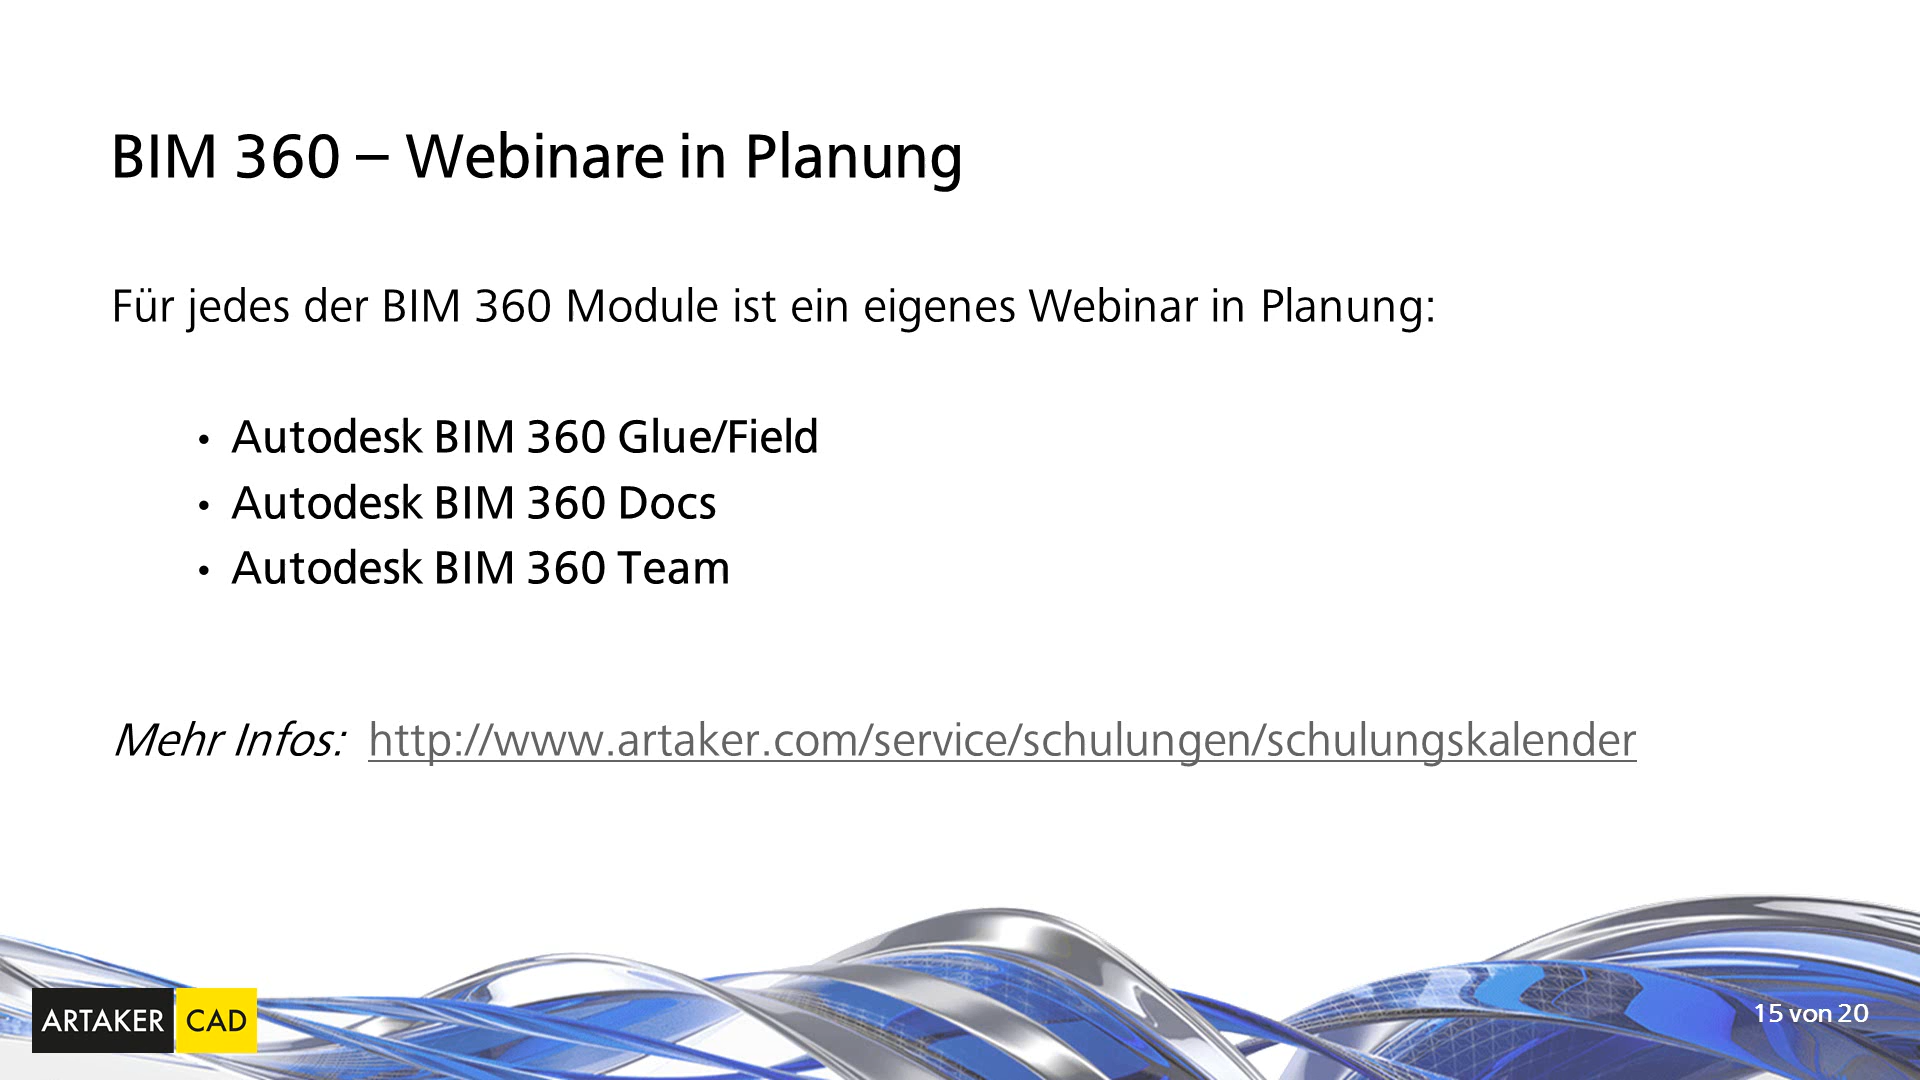 BIM 360 – Webinare in Planung
Für jedes der BIM 360 Module ist ein eigenes Webinar in Planung:
• Autodesk BIM 360 Glue/Field
• Autodesk BIM 360 Docs
• Autodesk BIM 360 Team
Mehr Infos: http://www.artaker.com/service/schulungen/schulungskalender
ARTAKER CAD
15 von 20